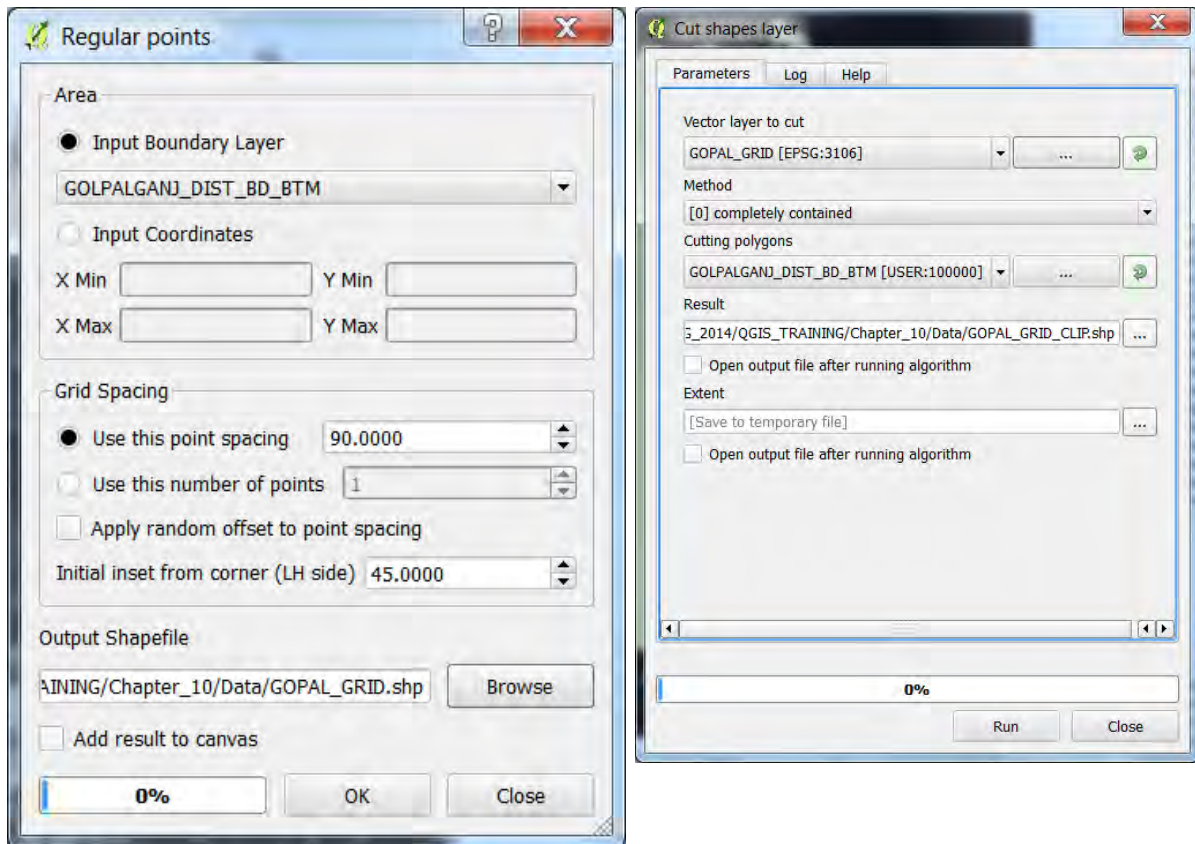 Regular points
Area
Input Boundary Layer
GOLPALGANJ_DIST_BD_BTM
Input Coordinates
X Min
Y Min
X Max
Y Max
Grid Spacing
Use this point spacing 90.0000
Use this number of points 1
Apply random offset to point spacing
Initial inset from corner (LH side) 45.0000
Output Shapefile
AINING/Chapter_10/Data/GOPAL_GRID.shp Browse
Add result to canvas
0% OK Close
Cut shapes layer
Parameters Log Help
Vector layer to cut
GOPAL_GRID [EPSG:3106] ...
Method
[0] completely contained
Cutting polygons
GOLPALGANJ_DIST_BD_BTM [USER:100000] ...
Result
G_2014/QGIS_TRAINING/Chapter_10/Data/GOPAL_GRID_CLIP.shp ...
Open output file after running algorithm
Extent
[Save to temporary file] ...
Open output file after running algorithm
0%
Run Close